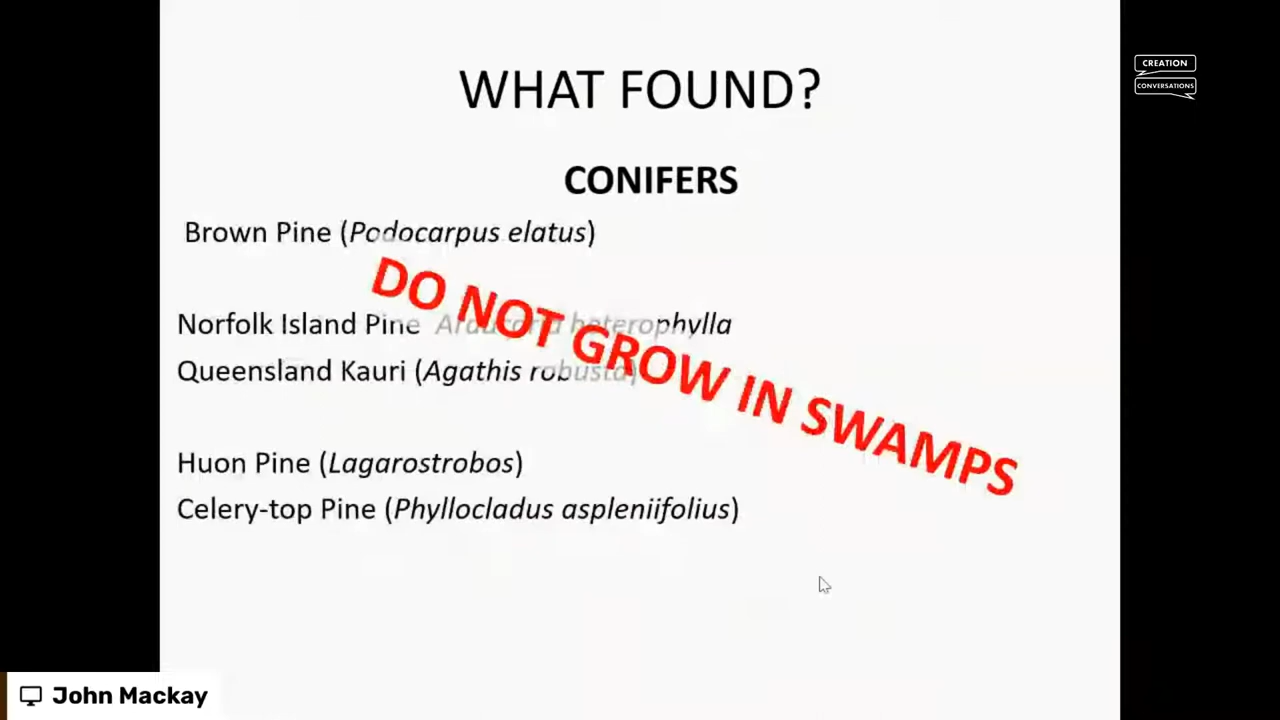 WHAT FOUND?
CREATION
CONVERSATIONS
CONIFERS
Brown Pine (Podocarpus elatus)
DO NOT GROW IN SWAMPS
Norfolk Island Pine Araucaria heterophylla
Queensland Kauri (Agathis robusta)
Huon Pine (Lagarostrobos)
Celery-top Pine (Phyllocladus aspleniifolius)
John Mackay